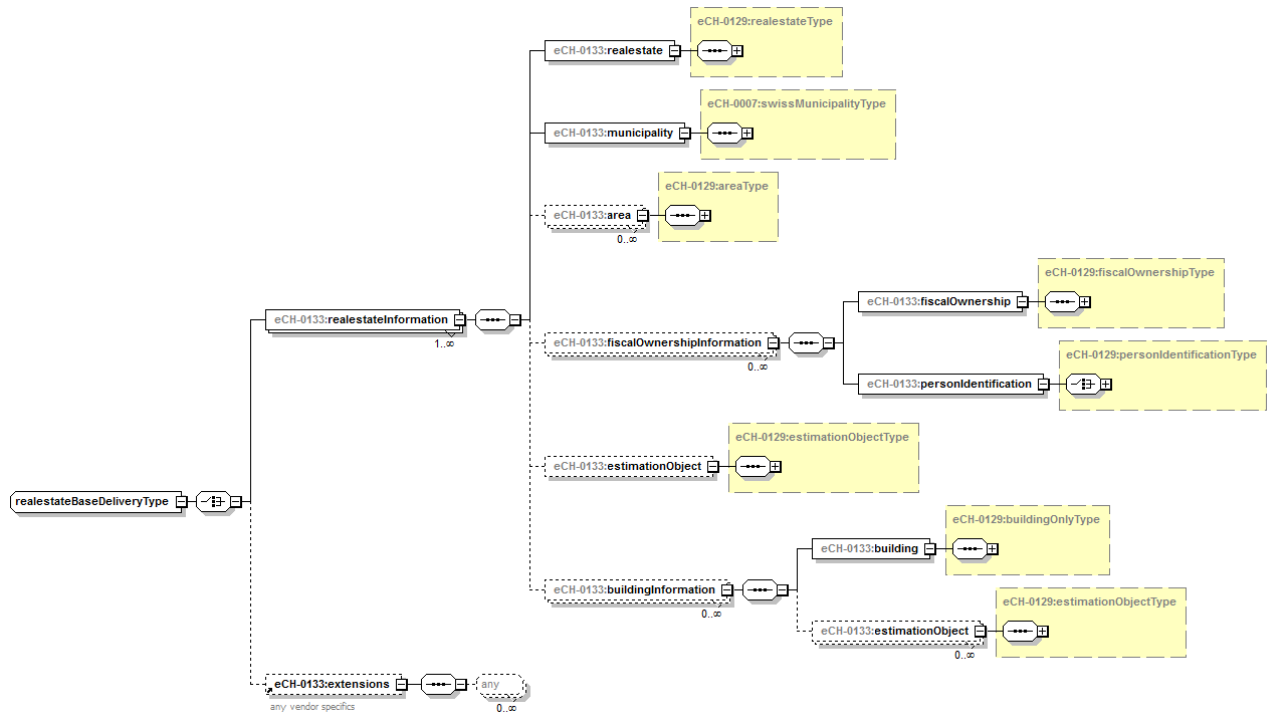 eCH-0129:realestateType
eCH-0133:realestate
eCH-0007:swissMunicipalityType
eCH-0133:municipality
eCH-0129:areaType
eCH-0133:area
0..∞
eCH-0129:fiscalOwnershipType
eCH-0133:fiscalOwnership
eCH-0133:realestateInformation
1..∞
eCH-0133:fiscalOwnershipInformation
0..∞
eCH-0129:personIdentificationType
eCH-0133:personIdentification
eCH-0129:estimationObjectType
eCH-0133:estimationObject
realestateBaseDeliveryType
eCH-0129:buildingOnlyType
eCH-0133:building
eCH-0133:buildingInformation
0..∞
eCH-0129:estimationObjectType
eCH-0133:estimationObject
0..∞
eCH-0133:extensions
any
0..∞
any vendor specifics